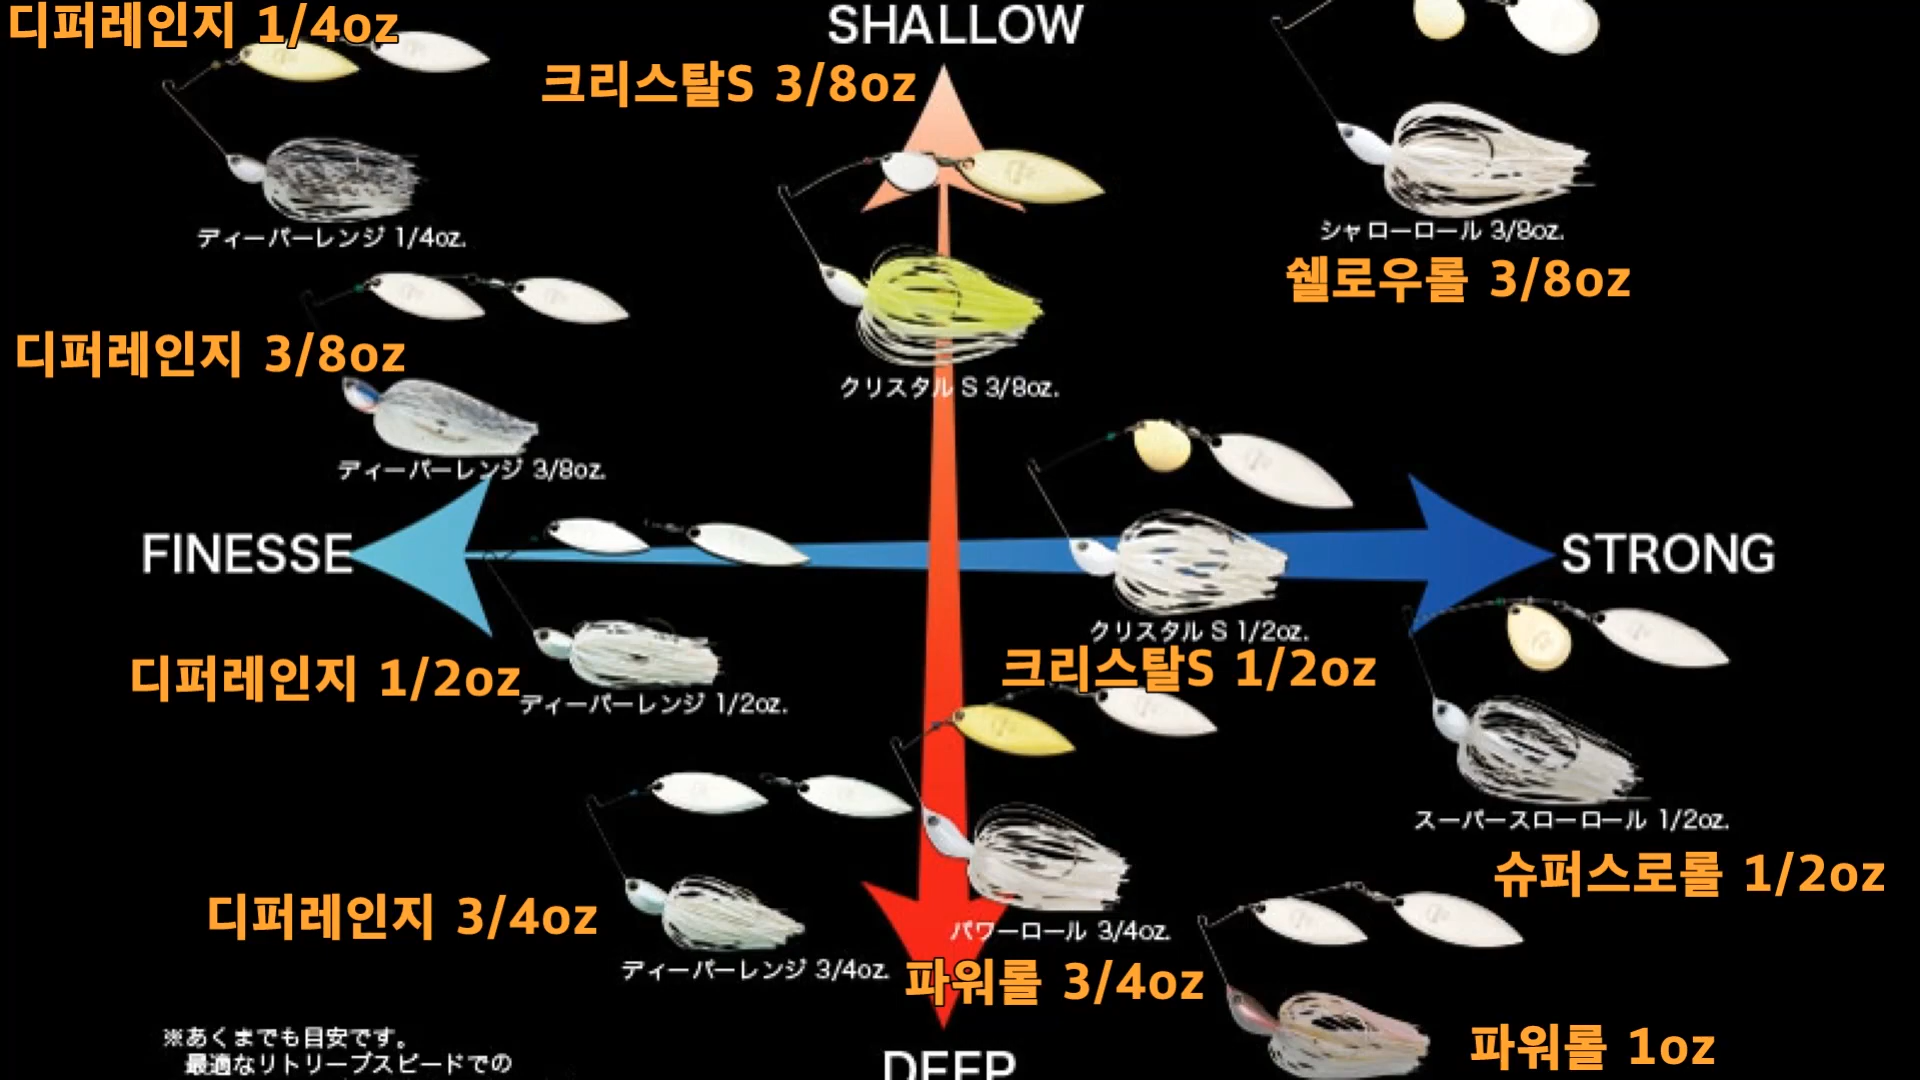 디퍼레인지 1/4oz
SHALLOW
크리스탈S 3/8oz
ディーパーレンジ 1/4oz.
シャローロール 3/8oz.
쉘로우롤 3/8oz
디퍼레인지 3/8oz
クリスタル S 3/8oz.
ディーパーレンジ 3/8oz.
FINESSE
STRONG
クリスタル S 1/2oz.
크리스탈S 1/2oz
디퍼레인지 1/2oz
ディーパーレンジ 1/2oz.
スーパースローロール 1/2oz.
슈퍼스로롤 1/2oz
디퍼레인지 3/4oz
パワーロール 3/4oz.
ディーパーレンジ 3/4oz.
파워롤 3/4oz
파워롤 1oz
※あくまでも目安です。
最適なリトリーブスピードでの
DEEP